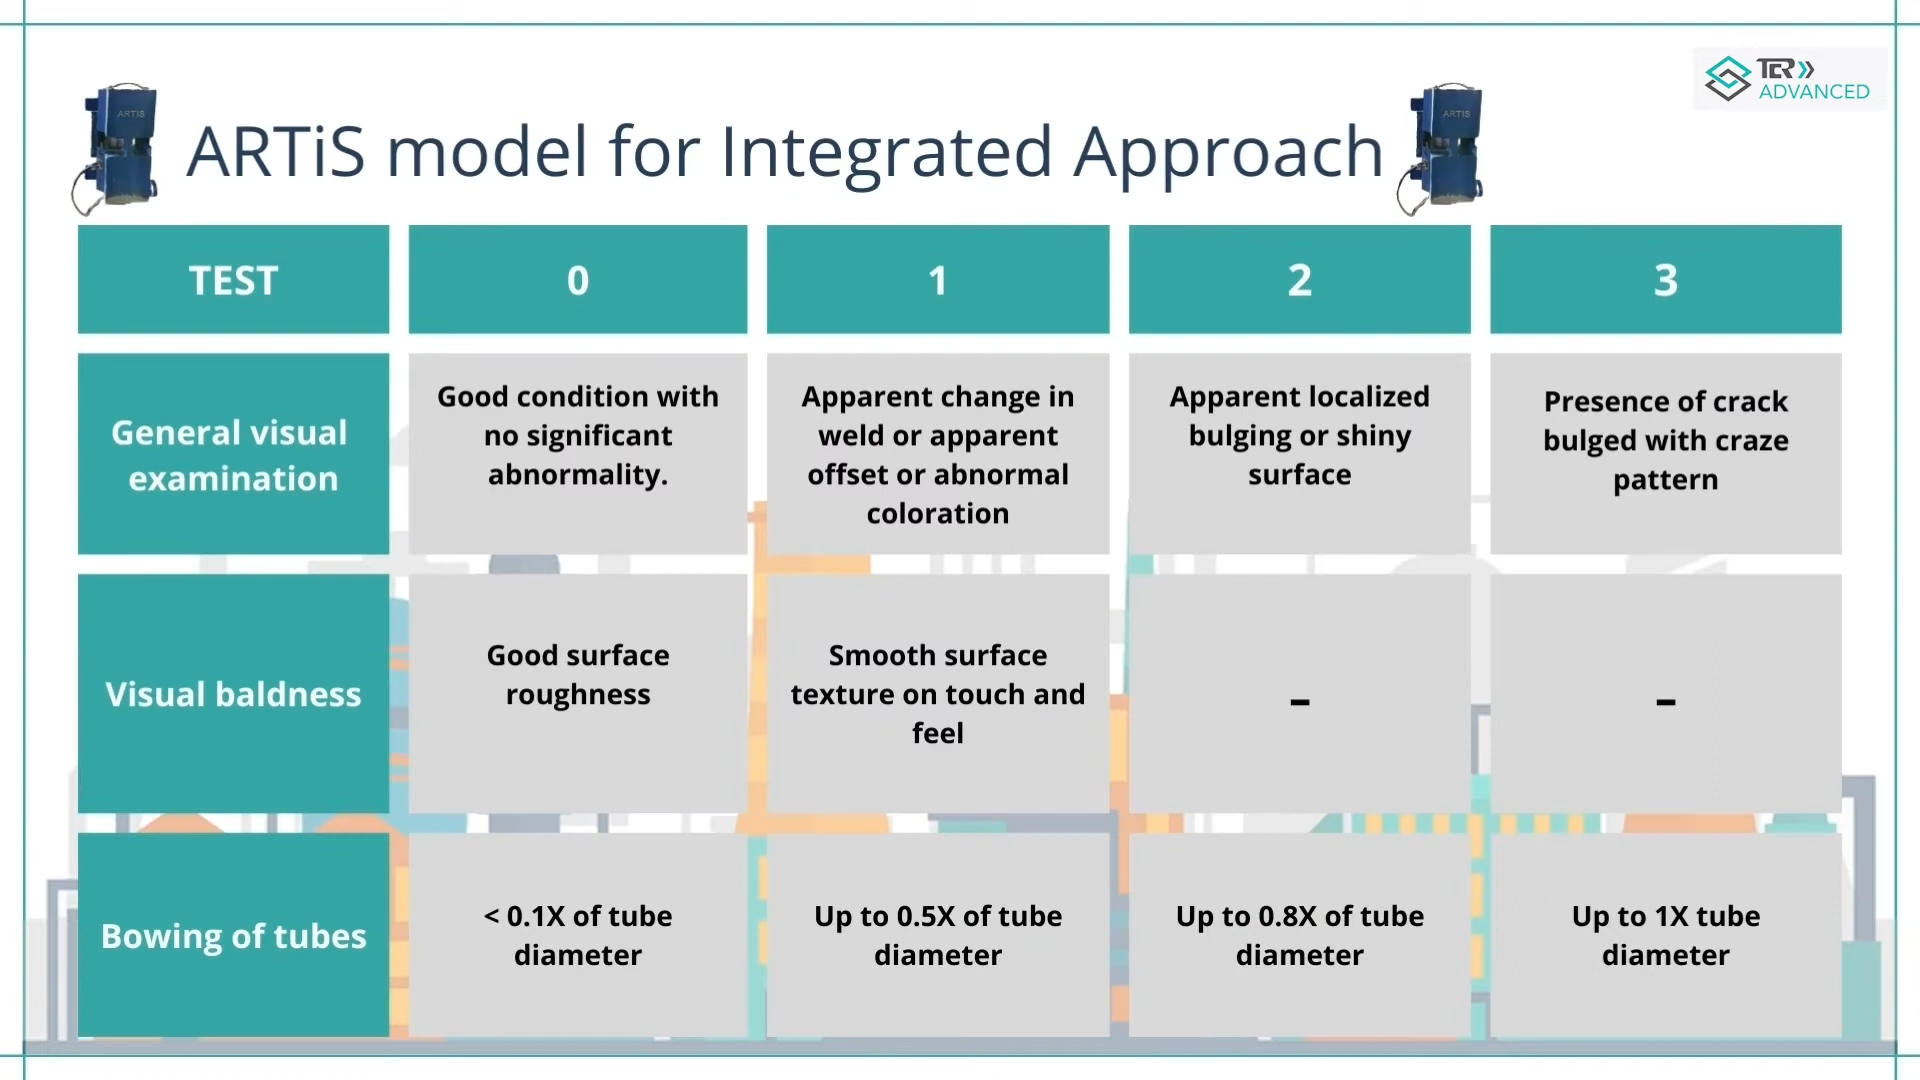 TCR
ADVANCED
ARTIS
ARTIS
ARTiS model for Integrated Approach
TEST
0
1
2
3
General visual
examination
Good condition with
no significant
abnormality.
Apparent change in
weld or apparent
offset or abnormal
coloration
Apparent localized
bulging or shiny
surface
Presence of crack
bulged with craze
pattern
Visual baldness
Good surface
roughness
Smooth surface
texture on touch and
feel
-
-
Bowing of tubes
< 0.1X of tube
diameter
Up to 0.5X of tube
diameter
Up to 0.8X of tube
diameter
Up to 1X tube
diameter